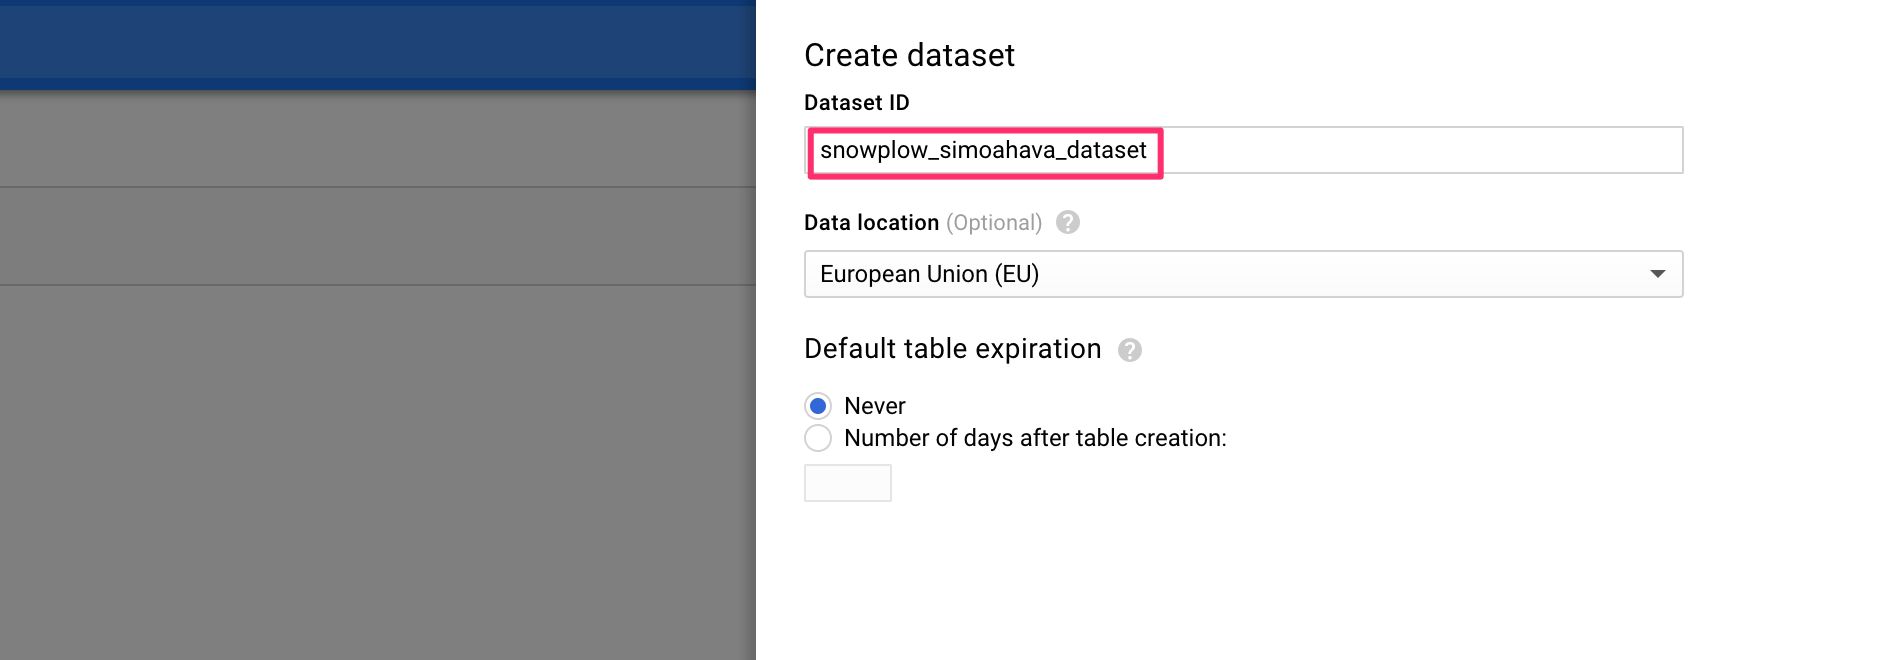 Create dataset
Dataset ID
snowplow_simoahava_dataset
Data location (Optional) ?
European Union (EU)
Default table expiration ?
Never
Number of days after table creation: